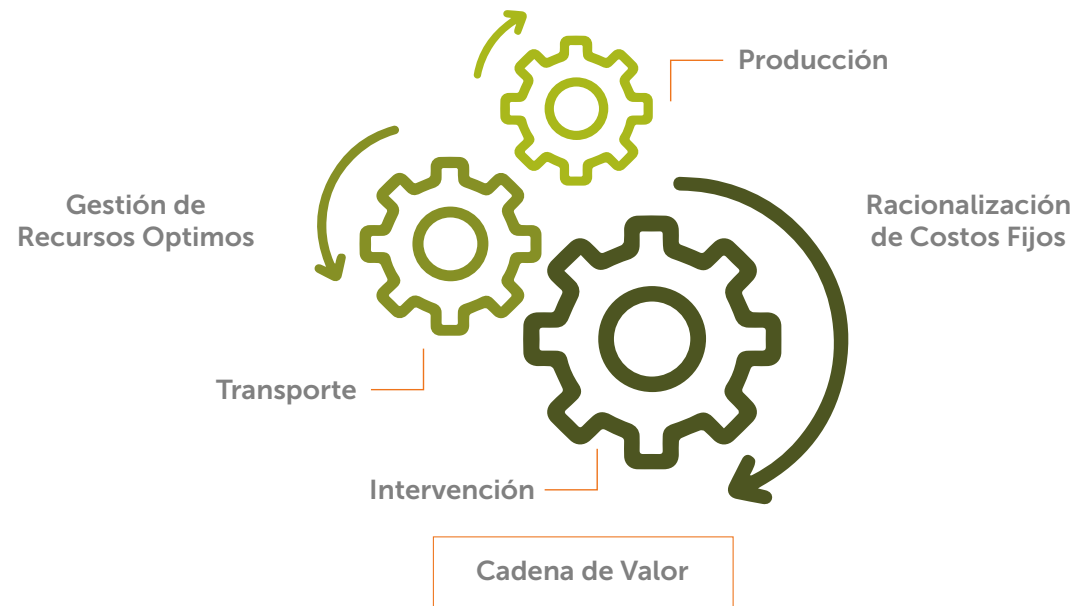 Producción
Gestión de
Recursos Optimos
Racionalización
de Costos Fijos
Transporte
Intervención
Cadena de Valor